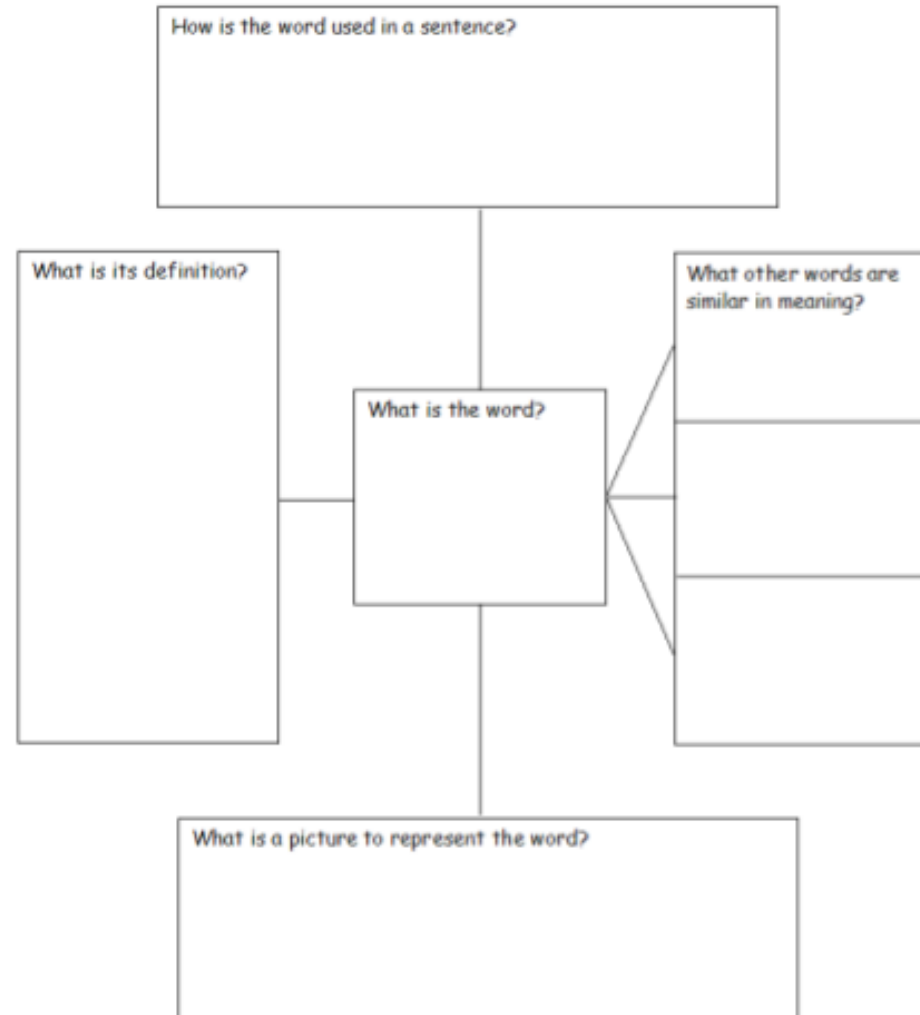 How is the word used in a sentence?
What is its definition?
What other words are
similar in meaning?
What is the word?
What is a picture to represent the word?